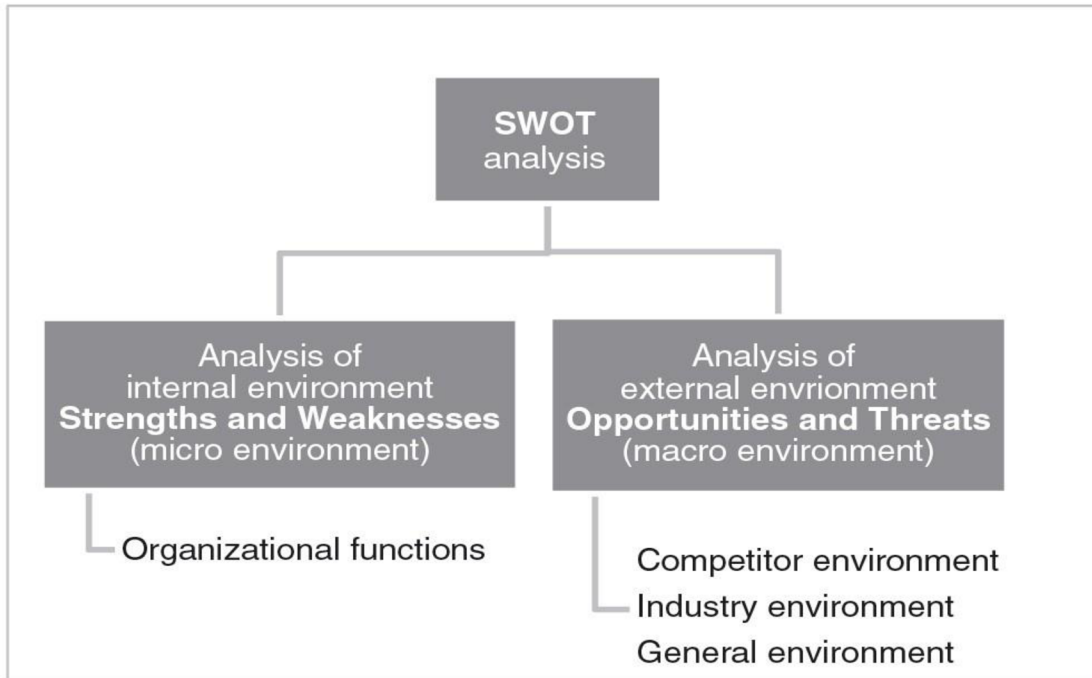 SWOT
analysis
Analysis of
internal environment
Strengths and Weaknesses
(micro environment)
Organizational functions
Analysis of
external envrionment
Opportunities and Threats
(macro environment)
Competitor environment
Industry environment
General environment